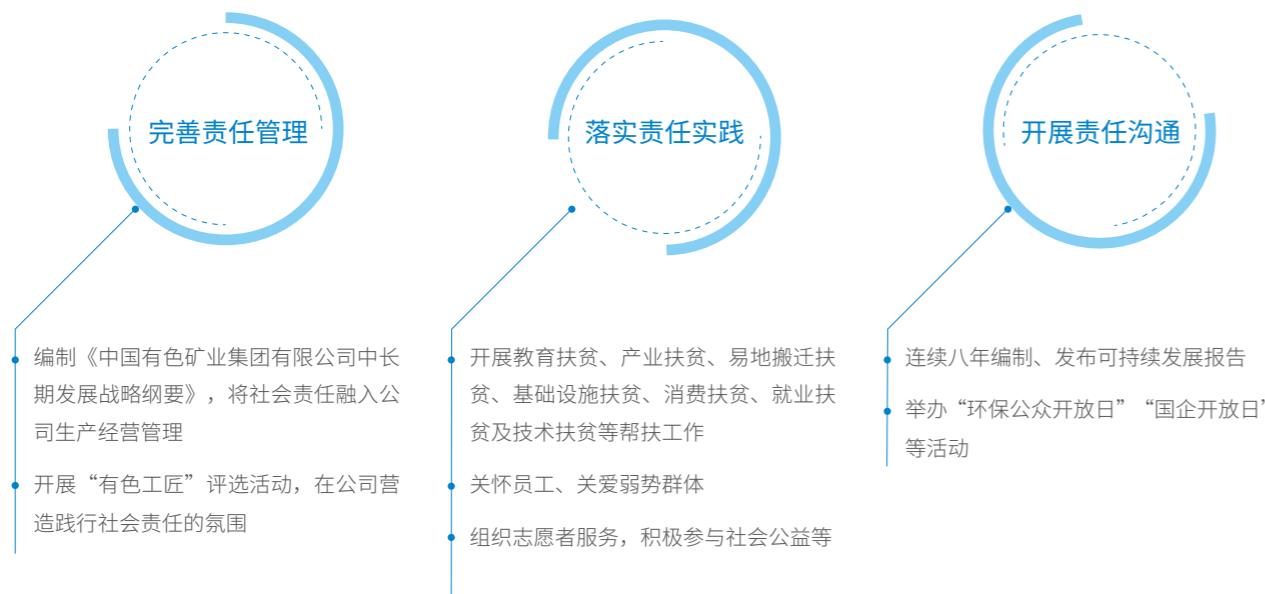 完善责任管理
编制《中国有色矿业集团有限公司中长
期发展战略纲要》，将社会责任融入公
司生产经营管理
开展“有色工匠”评选活动，在公司营
造践行社会责任的氛围
落实责任实践
开展教育扶贫、产业扶贫、易地搬迁扶
贫、基础设施扶贫、消费扶贫、就业扶
贫及技术扶贫等帮扶工作
关怀员工、关爱弱势群体
组织志愿者服务，积极参与社会公益等
开展责任沟通
连续八年编制、发布可持续发展报告
举办“环保公众开放日”“国企开放日”
等活动